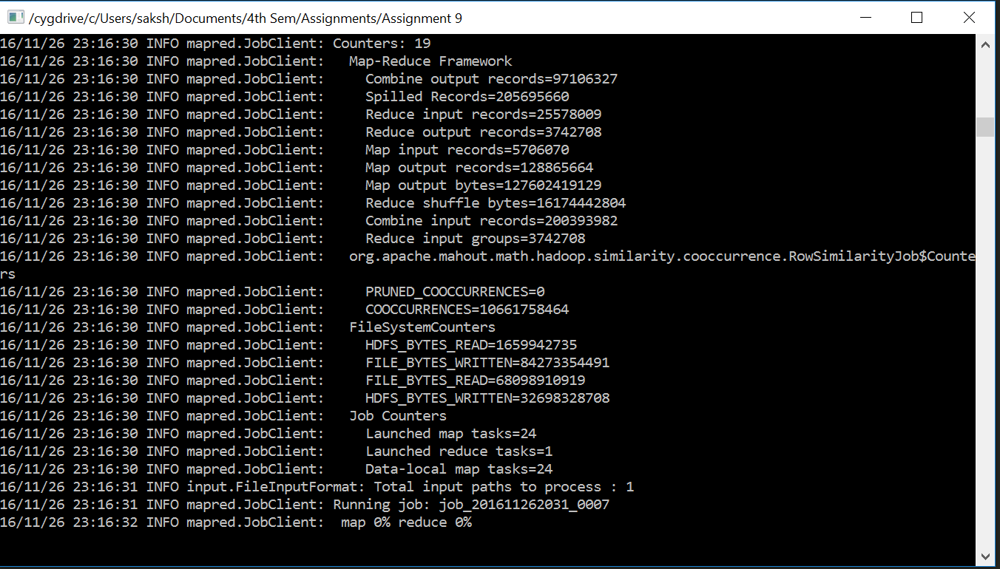 /cygdrive/c/Users/saksh/Documents/4th Sem/Assignments/Assignment 9
16/11/26 23:16:30 INFO mapred.JobClient: Counters: 19
16/11/26 23:16:30 INFO mapred.JobClient:   Map-Reduce Framework
16/11/26 23:16:30 INFO mapred.JobClient:     Combine output records=97106327
16/11/26 23:16:30 INFO mapred.JobClient:     Spilled Records=205695660
16/11/26 23:16:30 INFO mapred.JobClient:     Reduce input records=25578009
16/11/26 23:16:30 INFO mapred.JobClient:     Reduce output records=3742708
16/11/26 23:16:30 INFO mapred.JobClient:     Map input records=5706070
16/11/26 23:16:30 INFO mapred.JobClient:     Map output records=128865664
16/11/26 23:16:30 INFO mapred.JobClient:     Map output bytes=127602419129
16/11/26 23:16:30 INFO mapred.JobClient:     Reduce shuffle bytes=16174442804
16/11/26 23:16:30 INFO mapred.JobClient:     Combine input records=200393982
16/11/26 23:16:30 INFO mapred.JobClient:     Reduce input groups=3742708
16/11/26 23:16:30 INFO mapred.JobClient:   org.apache.mahout.math.hadoop.similarity.cooccurrence.RowSimilarityJob$Counte
rs
16/11/26 23:16:30 INFO mapred.JobClient:     PRUNED_COOCCURRENCES=0
16/11/26 23:16:30 INFO mapred.JobClient:     COOCCURRENCES=10661758464
16/11/26 23:16:30 INFO mapred.JobClient:   FileSystemCounters
16/11/26 23:16:30 INFO mapred.JobClient:     HDFS_BYTES_READ=1659942735
16/11/26 23:16:30 INFO mapred.JobClient:     FILE_BYTES_WRITTEN=84273354491
16/11/26 23:16:30 INFO mapred.JobClient:     FILE_BYTES_READ=68098910919
16/11/26 23:16:30 INFO mapred.JobClient:     HDFS_BYTES_WRITTEN=32698328708
16/11/26 23:16:30 INFO mapred.JobClient:   Job Counters
16/11/26 23:16:30 INFO mapred.JobClient:     Launched map tasks=24
16/11/26 23:16:30 INFO mapred.JobClient:     Launched reduce tasks=1
16/11/26 23:16:30 INFO mapred.JobClient:     Data-local map tasks=24
16/11/26 23:16:31 INFO input.FileInputFormat: Total input paths to process : 1
16/11/26 23:16:31 INFO mapred.JobClient: Running job: job_201611262031_0007
16/11/26 23:16:32 INFO mapred.JobClient:  map 0% reduce 0%